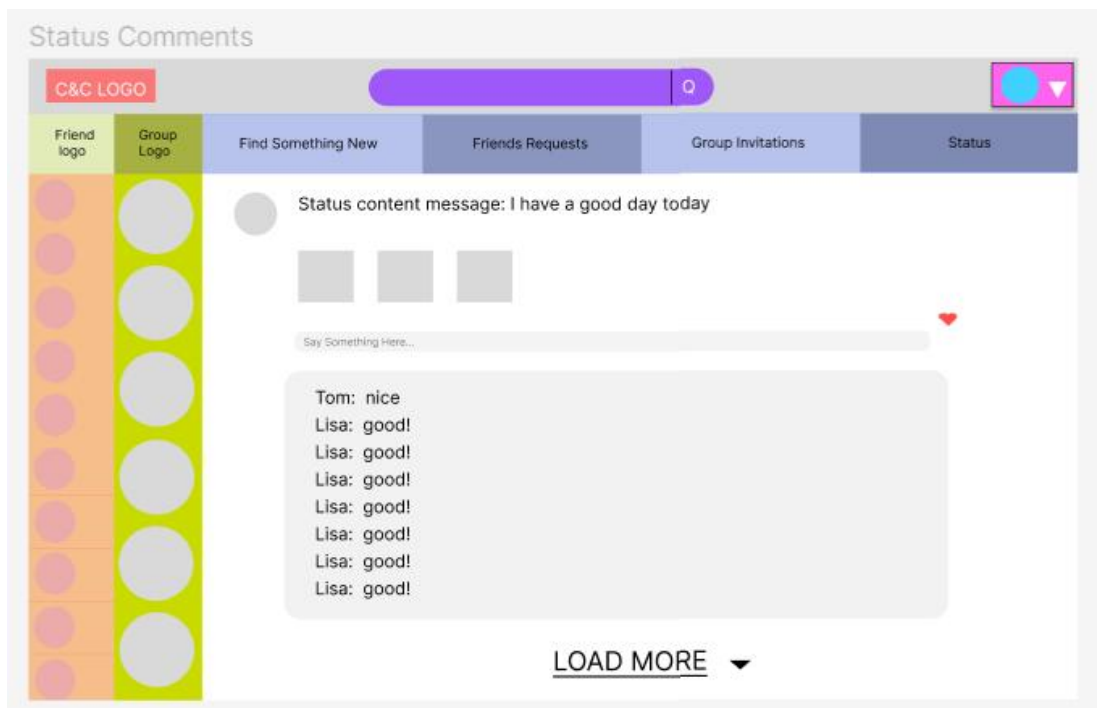 Status Comments
C&C LOGO
Q
Friend
logo
Group
Logo
Find Something New
Friends Requests
Group Invitations
Status
Status content message: I have a good day today
Say Something Here...
Tom: nice
Lisa: good!
Lisa: good!
Lisa: good!
Lisa: good!
Lisa: good!
Lisa: good!
Lisa: good!
LOAD MORE